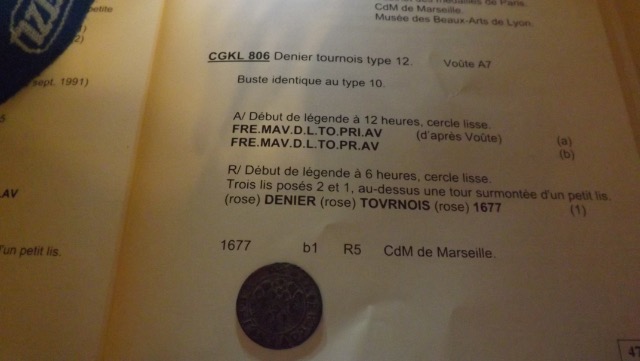 CdM de Marseille.
Musée des Beaux-Arts de Lyon.
CGKL 806 Denier tournois type 12. Voûte A7
Buste identique au type 10.
A/ Début de légende à 12 heures, cercle lisse.
FRE.MAV.D.L.TO.PRI.AV (d'après Voûte) (a)
FRE.MAV.D.L.TO.PR.AV (b)
R/ Début de légende à 6 heures, cercle lisse.
Trois lis posés 2 et 1, au-dessus une tour surmontée d'un petit lis.
(rose) DENIER (rose) TOVRNOIS (rose) 1677 (1)
1677 b1 R5 CdM de Marseille.
sept. 1991)
.AV
'un petit lis.
47